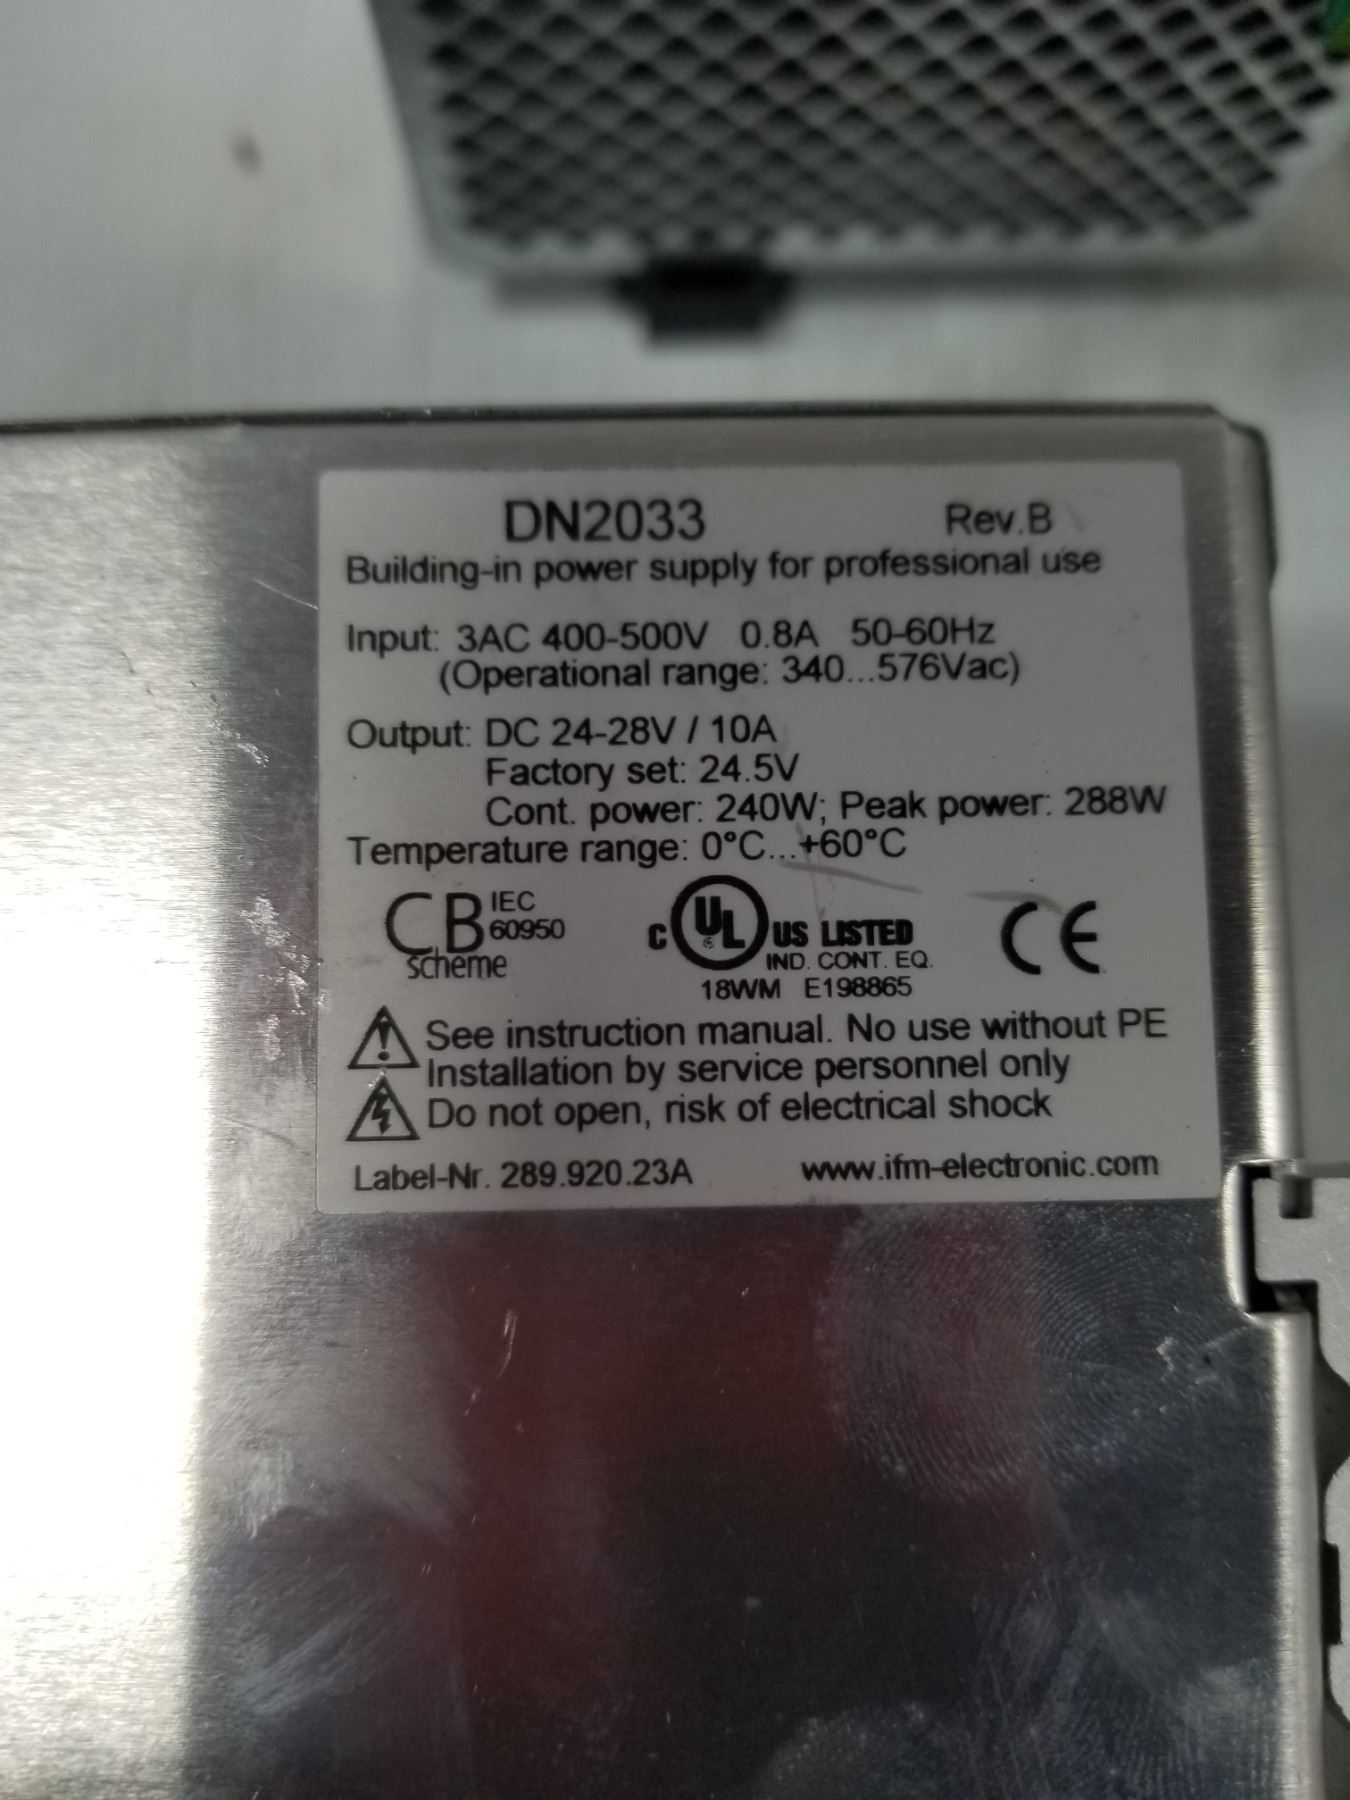 DN2033 Rev.B
Building-in power supply for professional use
Input: 3AC 400-500V 0.8A 50-60Hz
(Operational range: 340...576Vac)
Output: DC 24-28V / 10A
Factory set: 24.5V
Cont. power: 240W; Peak power: 288W
Temperature range: 0°C...+60°C
CB IEC
60950
scheme
C UL US LISTED
IND. CONT. EQ.
18WM E198865
CE
See instruction manual. No use without PE
Installation by service personnel only
Do not open, risk of electrical shock
Label-Nr. 289.920.23A www.ifm-electronic.com